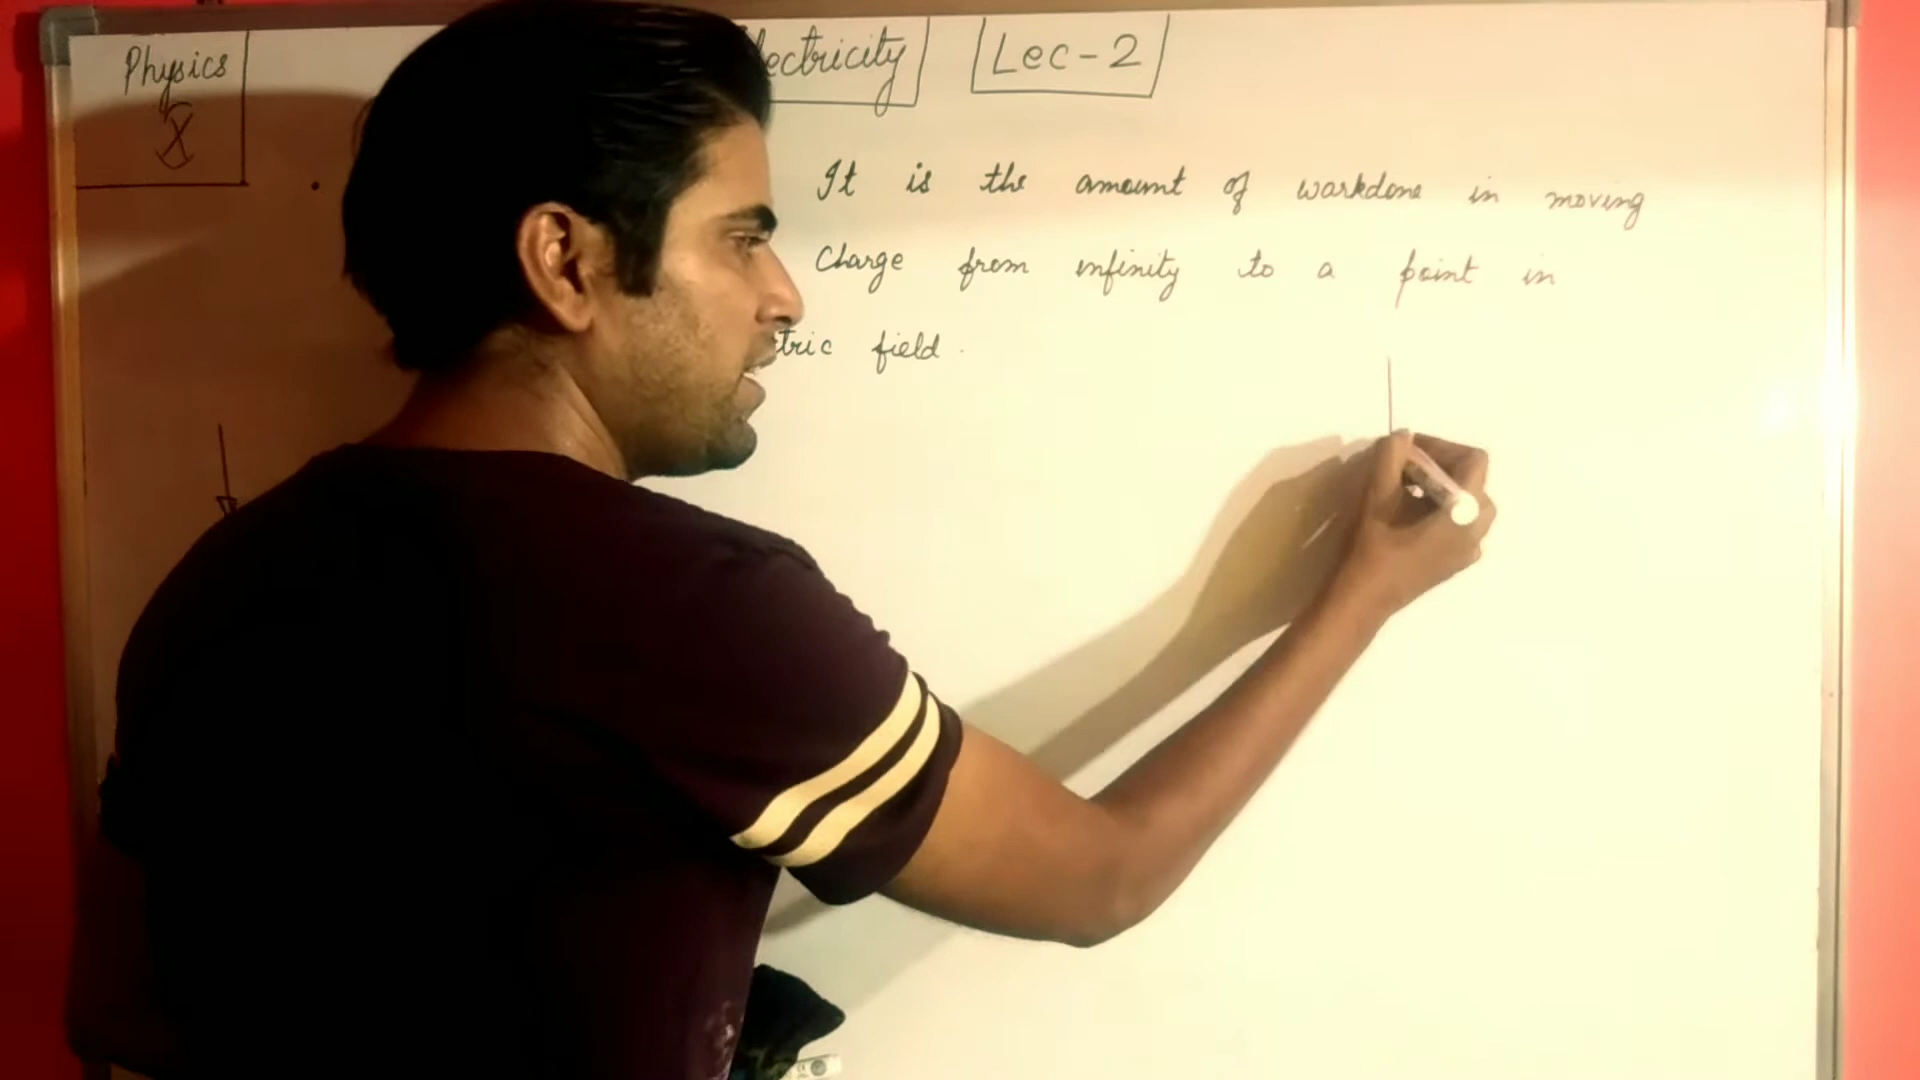 Physics
X
lectricity
Lec-2
It is the amount of workdone in moving
Charge from infinity to a point in
tric field.